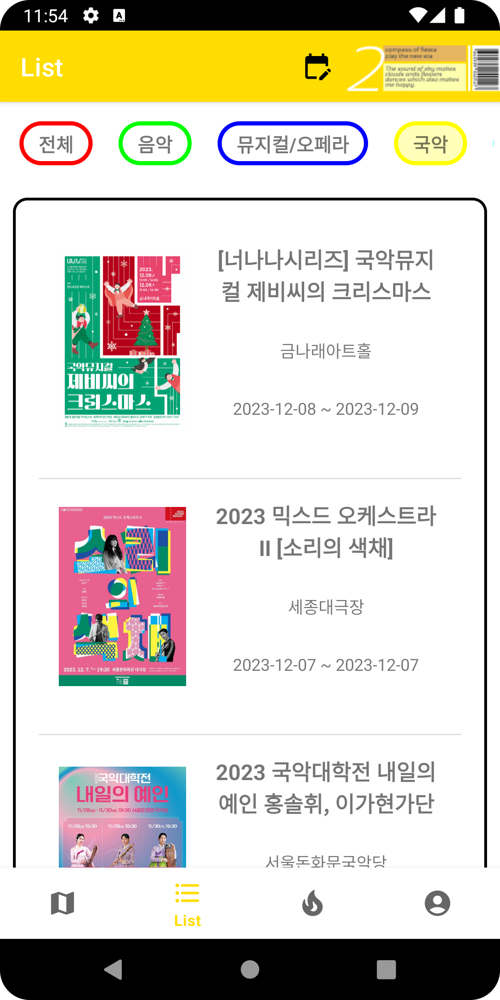 11:54
List
compass of fiesta
play the new era
The sound of sky makes
clouds ands flowers
dances which also makes
me happy.
2
전체
음악
뮤지컬/오페라
국악
[너나나시리즈] 국악뮤지
컬 제비씨의 크리스마스
금나래아트홀
2023-12-08 ~ 2023-12-09
2023.
12.08.금
11:00 / 16:00
12.09.토
11:00 / 14:00
금나래아트홀
국악뮤지컬
제비씨의
크리스마스
2023 믹스드 오케스트라
II [소리의 색채]
세종대극장
2023-12-07 ~ 2023-12-07
2023 믹스드 오케스트라 II
2023
SEJONG
SEASON
소리
의
색채
2023. 12. 7. Thu 19:30 세종문화회관 대극장
2023 국악대학전 내일의
예인 홍솔휘, 이가현가단
서울돈화문국악당
2023 국악대학전
내일의 예인
11/28(화) - 11/30(목) 19:30 서울돈화문국악당
11/28(화) 19:30
11/29(수) 19:30
11/30(목) 19:30
List